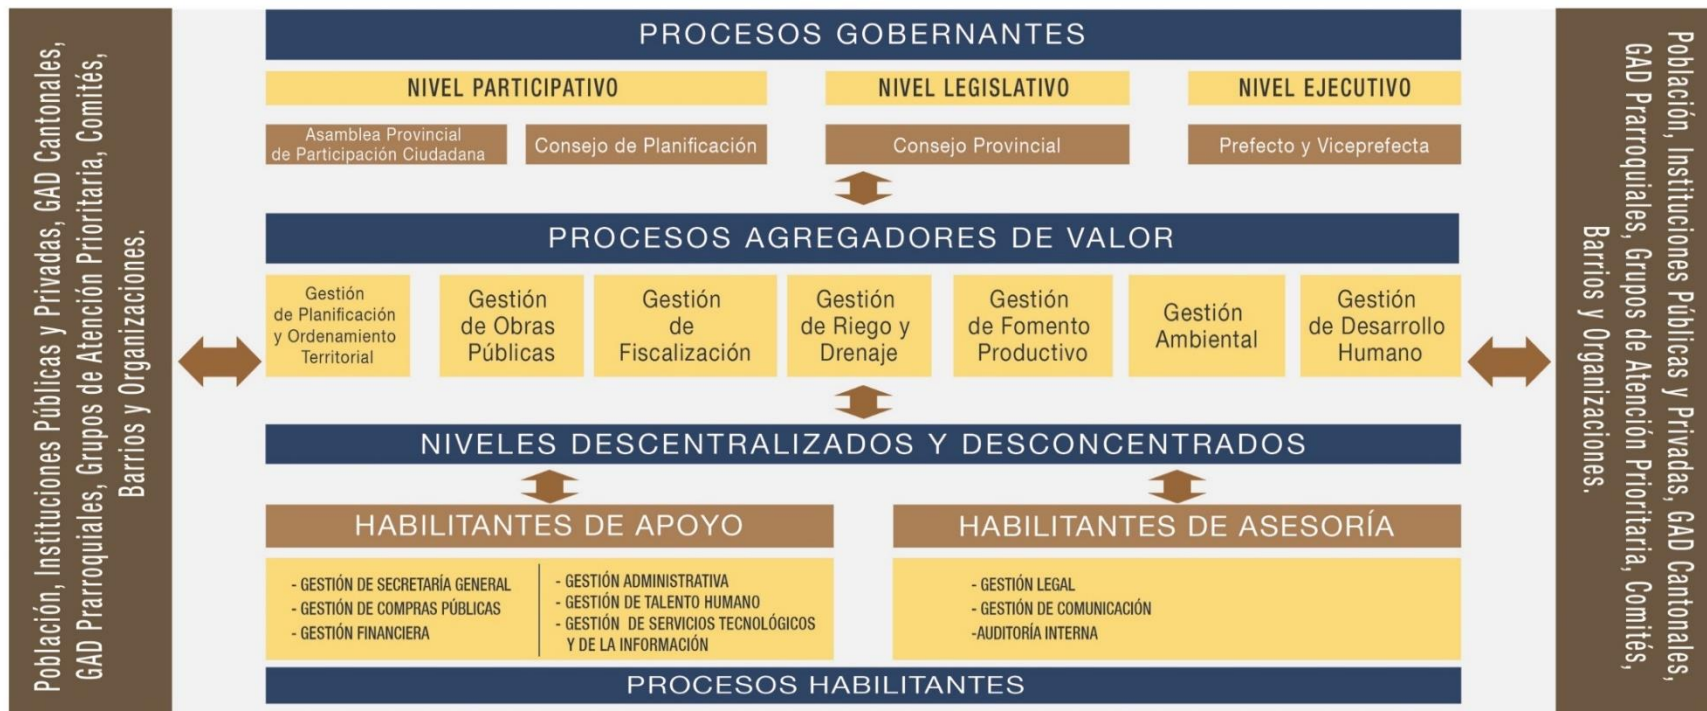 Población, Instituciones Públicas y Privadas, GAD Cantonales,
GAD Prarroquiales, Grupos de Atención Prioritaria, Comités,
Barrios y Organizaciones.
PROCESOS GOBERNANTES
NIVEL PARTICIPATIVO
NIVEL LEGISLATIVO
NIVEL EJECUTIVO
Asamblea Provincial
de Participación Ciudadana
Consejo de Planificación
Consejo Provincial
Prefecto y Viceprefecta
PROCESOS AGREGADORES DE VALOR
Gestión
de Planificación
y Ordenamiento
Territorial
Gestión
de Obras
Públicas
Gestión
de
Fiscalización
Gestión
de Riego y
Drenaje
Gestión
de Fomento
Productivo
Gestión
Ambiental
Gestión
de Desarrollo
Humano
NIVELES DESCENTRALIZADOS Y DESCONCENTRADOS
HABILITANTES DE APOYO
- GESTIÓN DE SECRETARÍA GENERAL
- GESTIÓN DE COMPRAS PÚBLICAS
- GESTIÓN FINANCIERA
- GESTIÓN ADMINISTRATIVA
- GESTIÓN DE TALENTO HUMANO
- GESTIÓN DE SERVICIOS TECNOLÓGICOS
Y DE LA INFORMACIÓN
HABILITANTES DE ASESORÍA
- GESTIÓN LEGAL
- GESTIÓN DE COMUNICACIÓN
-AUDITORÍA INTERNA
PROCESOS HABILITANTES
Población, Instituciones Públicas y Privadas, GAD Cantonales,
GAD Prarroquiales, Grupos de Atención Prioritaria, Comités,
Barrios y Organizaciones.